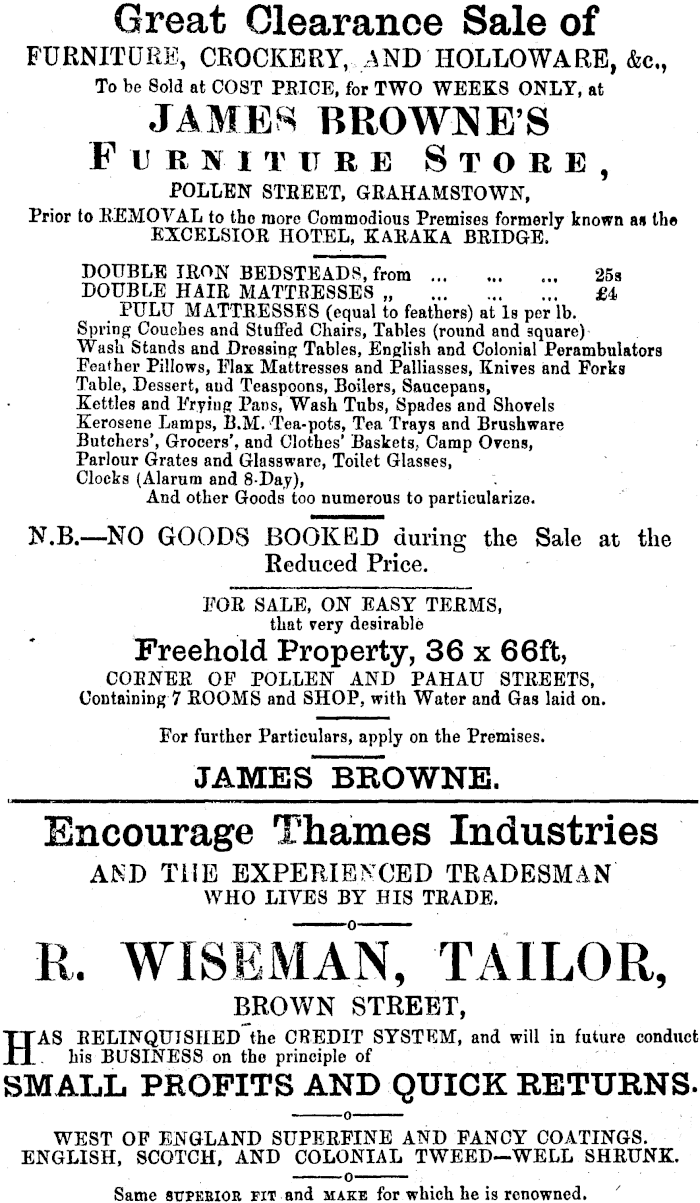 Great Clearance Sale of
FURNITURE, CROCKERY, AND HOLLOWARE, &c.,
To be Sold at COST PRICE, for TWO WEEKS ONLY, at
JAMES BROWNE'S
FURNITURE STORE,
POLLEN STREET, GRAHAMSTOWN,
Prior to REMOVAL to the more Commodious Premises formerly known as the
EXCELSIOR HOTEL, KARAKA BRIDGE.
DOUBLE IRON BEDSTEADS, from ... ... ... 25s
DOUBLE HAIR MATTRESSES „ ... ... ... £4
PULU MATTRESSES (equal to feathers) at 1s per lb.
Spring Couches and Stuffed Chairs, Tables (round and square)
Wash Stands and Dressing Tables, English and Colonial Perambulators
Feather Pillows, Flax Mattresses and Palliasses, Knives and Forks
Table, Dessert, and Teaspoons, Boilers, Saucepans,
Kettles and Frying Pans, Wash Tubs, Spades and Shovels
Kerosene Lamps, B.M. Tea-pots, Tea Trays and Brushware
Butchers', Grocers', and Clothes' Baskets, Camp Ovens,
Parlour Grates and Glassware, Toilet Glasses,
Clocks (Alarum and 8-Day),
And other Goods too numerous to particularize.
N.B.—NO GOODS BOOKED during the Sale at the
Reduced Price.
FOR SALE, ON EASY TERMS,
that very desirable
Freehold Property, 36 x 66ft,
CORNER OF POLLEN AND PAHAU STREETS,
Containing 7 ROOMS and SHOP, with Water and Gas laid on.
For further Particulars, apply on the Premises.
JAMES BROWNE.
Encourage Thames Industries
AND THE EXPERIENCED TRADESMAN
WHO LIVES BY HIS TRADE.
R. WISEMAN, TAILOR,
BROWN STREET,
HAS RELINQUISHED the CREDIT SYSTEM, and will in future conduct
his BUSINESS on the principle of
SMALL PROFITS AND QUICK RETURNS.
WEST OF ENGLAND SUPERFINE AND FANCY COATINGS.
ENGLISH, SCOTCH, AND COLONIAL TWEED—WELL SHRUNK.
Same SUPERIOR FIT and MAKE for which he is renowned.